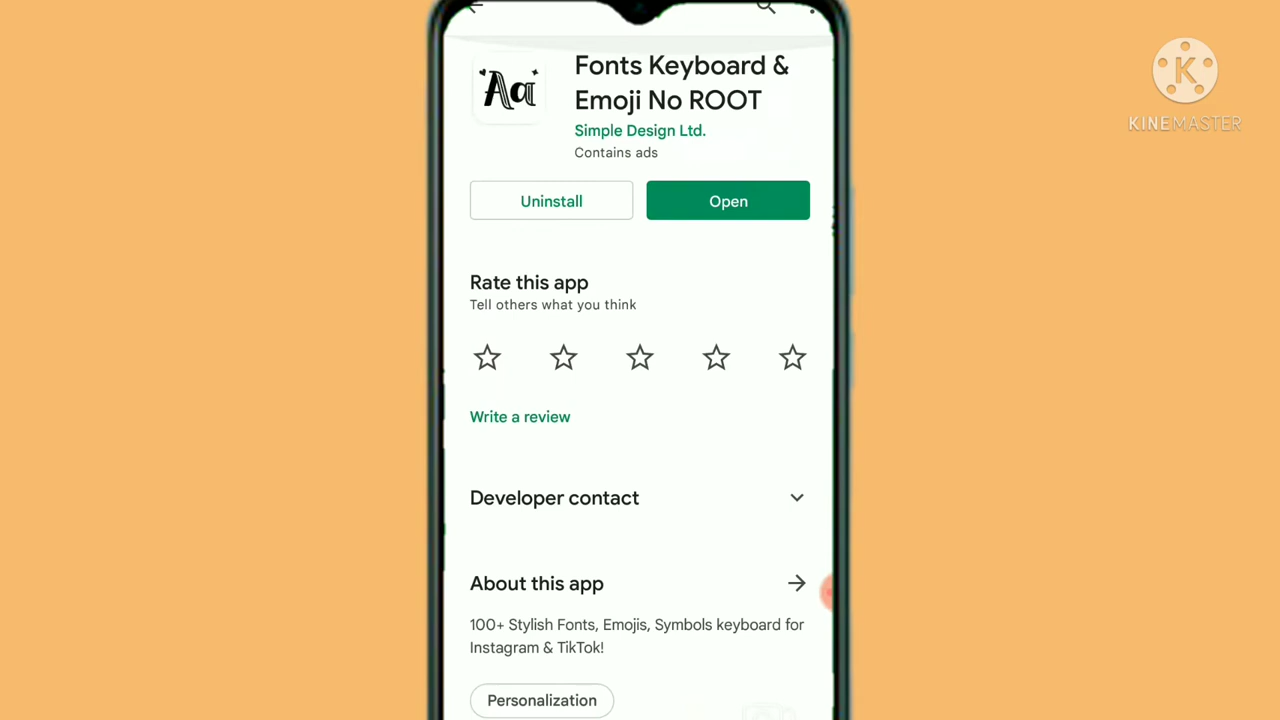 Aa
Fonts Keyboard &
Emoji No ROOT
Simple Design Ltd.
Contains ads
Uninstall
Open
Rate this app
Tell others what you think
Write a review
Developer contact
About this app
100+ Stylish Fonts, Emojis, Symbols keyboard for
Instagram & TikTok!
Personalization
K
KINEMASTER